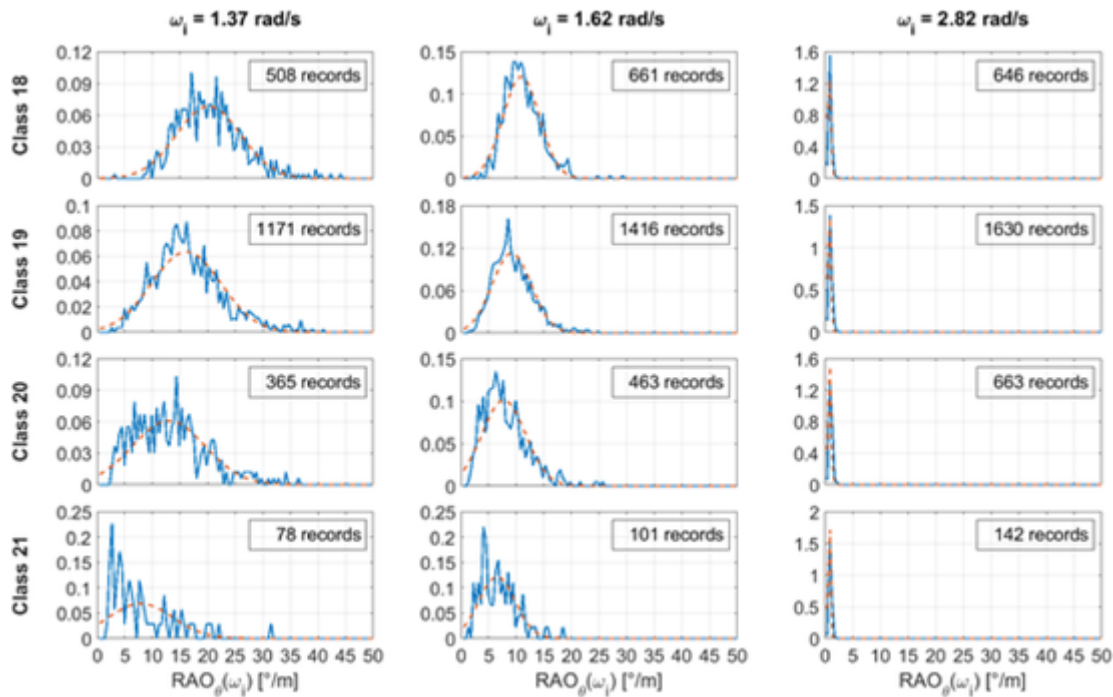 ω_i = 1.37 rad/s ω_i = 1.62 rad/s ω_i = 2.82 rad/s
Class 18
0.12 0.09 0.06 0.03 0
508 records
0.15 0.1 0.05 0
661 records
1.6 1.2 0.8 0.4 0
646 records
Class 19
0.1 0.08 0.06 0.04 0.02 0
1171 records
0.18 0.12 0.06 0
1416 records
1.5 1 0.5 0
1630 records
Class 20
0.12 0.09 0.06 0.03 0
365 records
0.15 0.1 0.05 0
463 records
1.6 1.2 0.8 0.4 0
663 records
Class 21
0.25 0.2 0.15 0.1 0.05 0
78 records
0.25 0.2 0.15 0.1 0.05 0
101 records
2 1.5 1 0.5 0
142 records
0 5 10 15 20 25 30 35 40 45 50 0 5 10 15 20 25 30 35 40 45 50 0 5 10 15 20 25 30 35 40 45 50
RAO_θ(ω_i) [°/m] RAO_θ(ω_i) [°/m] RAO_θ(ω_i) [°/m]